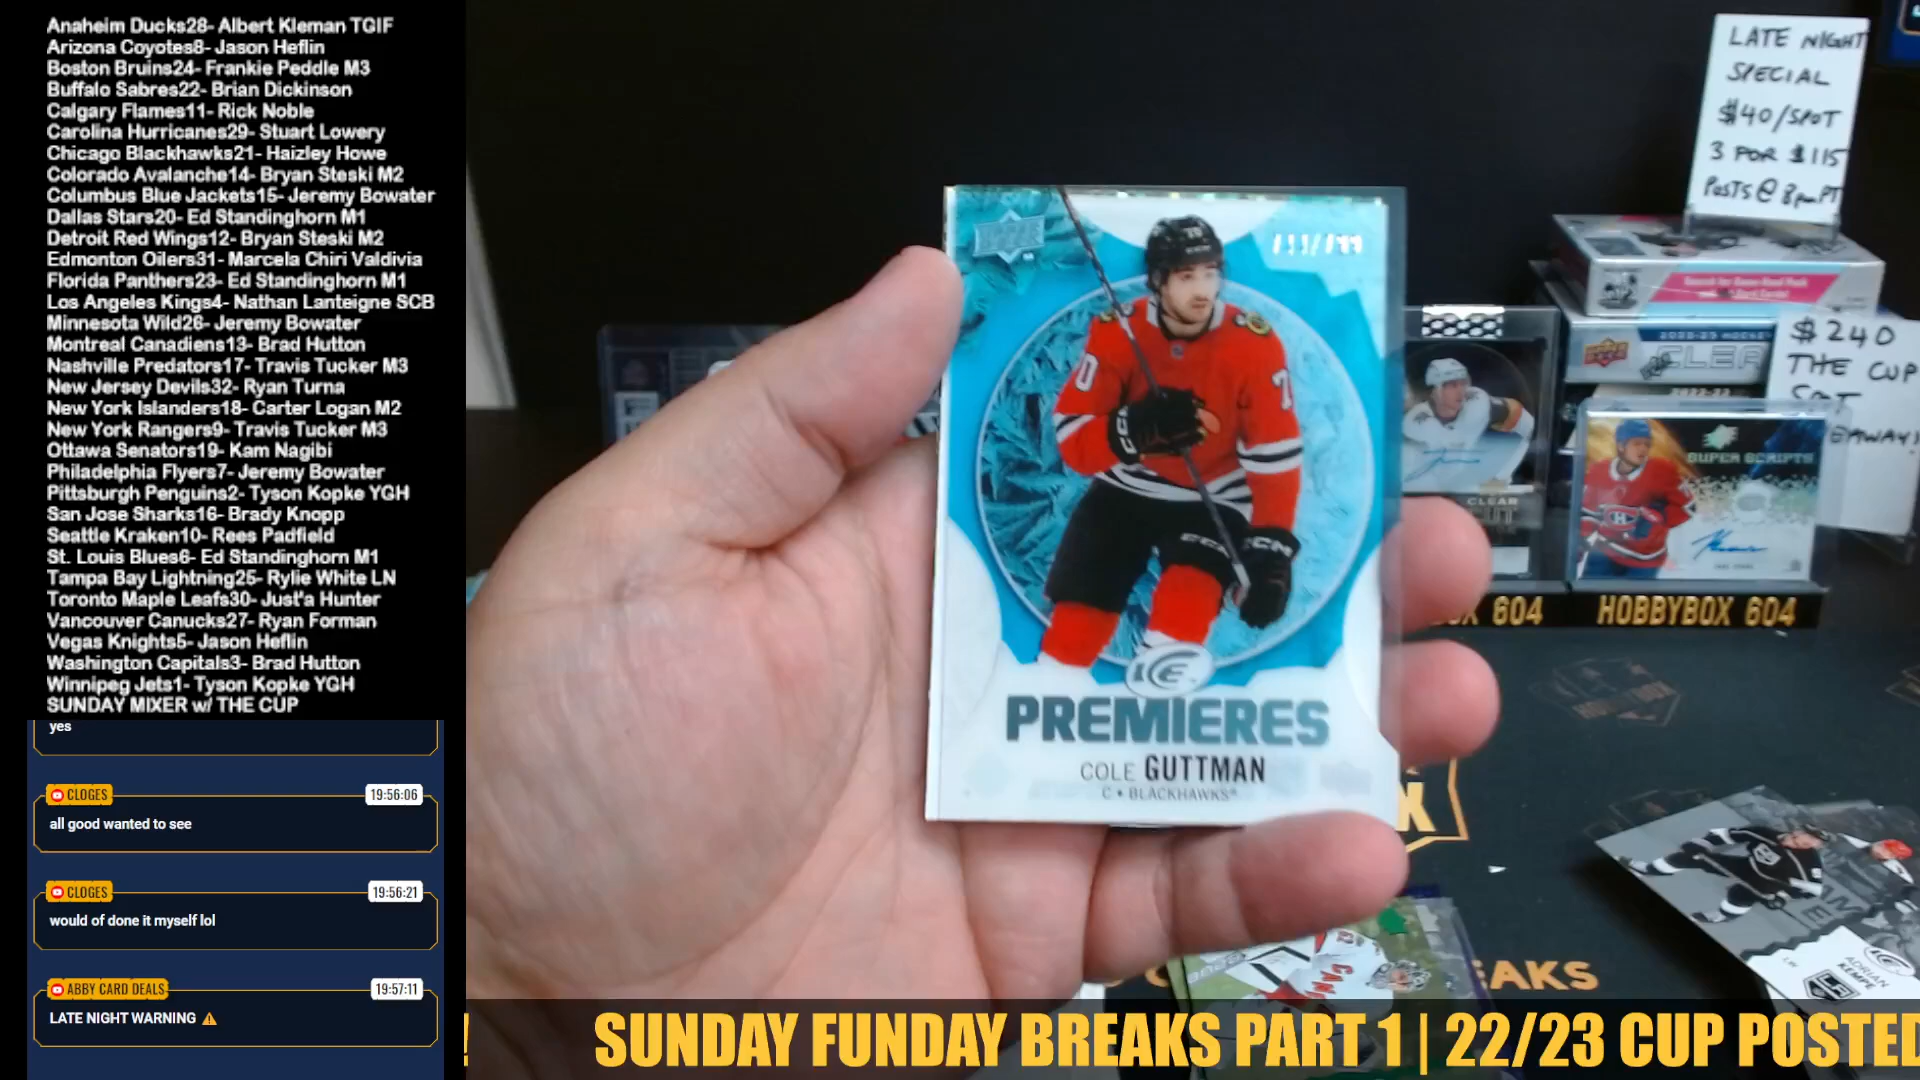 Anaheim Ducks28- Albert Kleman TGIF
Arizona Coyotes8- Jason Heflin
Boston Bruins24- Frankie Peddle M3
Buffalo Sabres22- Brian Dickinson
Calgary Flames11- Rick Noble
Carolina Hurricanes29- Stuart Lowery
Chicago Blackhawks21- Haizley Howe
Colorado Avalanche14- Bryan Steski M2
Columbus Blue Jackets15- Jeremy Bowater
Dallas Stars20- Ed Standinghorn M1
Detroit Red Wings12- Bryan Steski M2
Edmonton Oilers31- Marcela Chiri Valdivia
Florida Panthers23- Ed Standinghorn M1
Los Angeles Kings4- Nathan Lanteigne SCB
Minnesota Wild26- Jeremy Bowater
Montreal Canadiens13- Brad Hutton
Nashville Predators17- Travis Tucker M3
New Jersey Devils32- Ryan Turna
New York Islanders18- Carter Logan M2
New York Rangers9- Travis Tucker M3
Ottawa Senators19- Kam Nagibi
Philadelphia Flyers7- Jeremy Bowater
Pittsburgh Penguins2- Tyson Kopke YGH
San Jose Sharks16- Brady Knopp
Seattle Kraken10- Rees Padfield
St. Louis Blues6- Ed Standinghorn M1
Tampa Bay Lightning25- Rylie White LN
Toronto Maple Leafs30- Just'a Hunter
Vancouver Canucks27- Ryan Forman
Vegas Knights5- Jason Heflin
Washington Capitals3- Brad Hutton
Winnipeg Jets1- Tyson Kopke YGH
SUNDAY MIXER w/ THE CUP
yes
CLOGES 19:56:06
all good wanted to see
CLOGES 19:56:21
would of done it myself lol
ABBY CARD DEALS 19:57:11
LATE NIGHT WARNING ⚠
LATE NIGHT
SPECIAL
$40/SPOT
3 FOR $115
POSTS @ 8pm PT
$240
THE CUP
SPOT
70
CCM
ICE
PREMIERES
COLE GUTTMAN
C • BLACKHAWKS
CLEAR
SUPER SCRIPTS
604
HOBBYBOX 604
ADRIAN
KEMPE
LW
! SUNDAY FUNDAY BREAKS PART 1 | 22/23 CUP POSTED